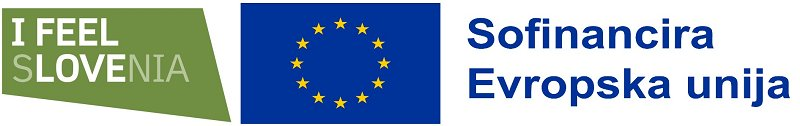 I FEEL
SLOVENIA
Sofinancira
Evropska unija